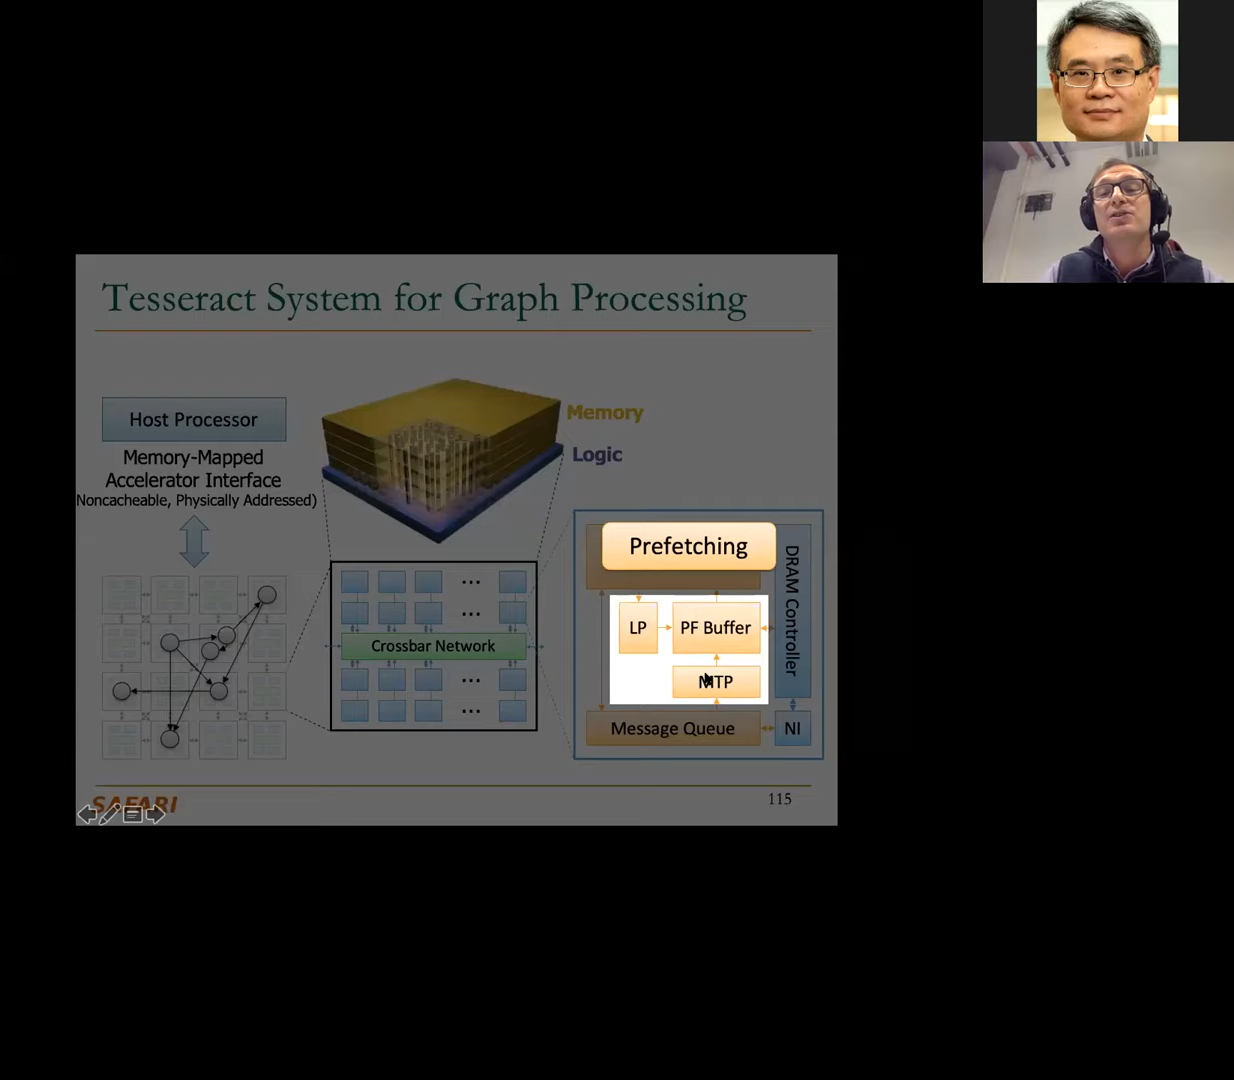 Tesseract System for Graph Processing
Host Processor
Memory-Mapped
Accelerator Interface
Noncacheable, Physically Addressed)
Memory
Logic
...
...
Crossbar Network
...
...
Prefetching
LP
PF Buffer
MTP
Message Queue
DRAM Controller
NI
SAFARI
115